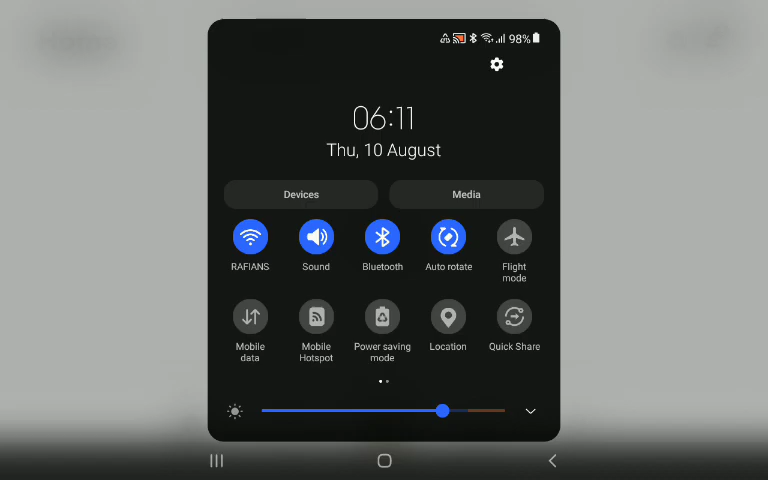 98%
06:11
Thu, 10 August
Devices
Media
RAFIANS
Sound
Bluetooth
Auto rotate
Flight
mode
Mobile
data
Mobile
Hotspot
Power saving
mode
Location
Quick Share